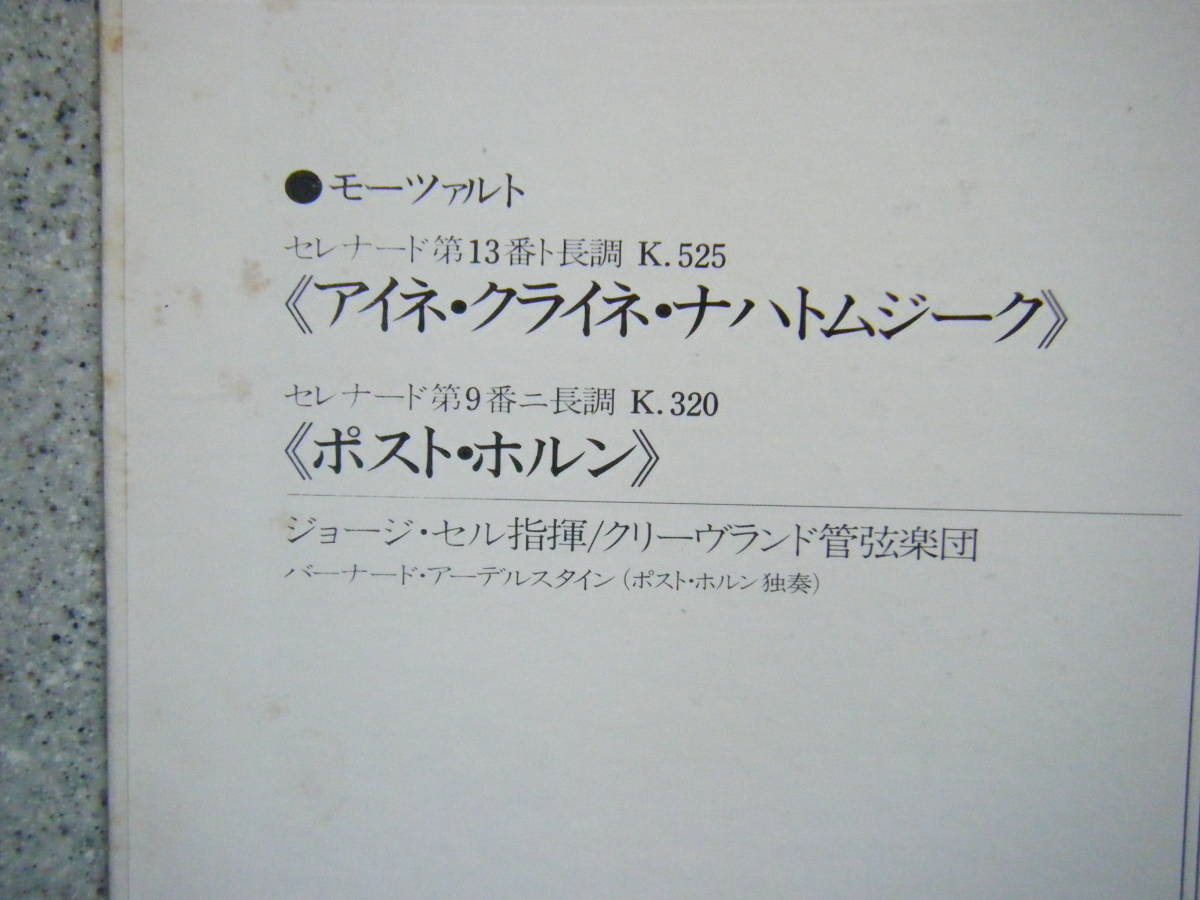 ●モーツァルト
セレナード第13番ト長調 K.525
《アイネ・クライネ・ナハトムジーク》
セレナード第9番ニ長調 K.320
《ポスト・ホルン》
ジョージ・セル指揮/クリーヴランド管弦楽団
バーナード・アーデルスタイン(ポスト・ホルン独奏)